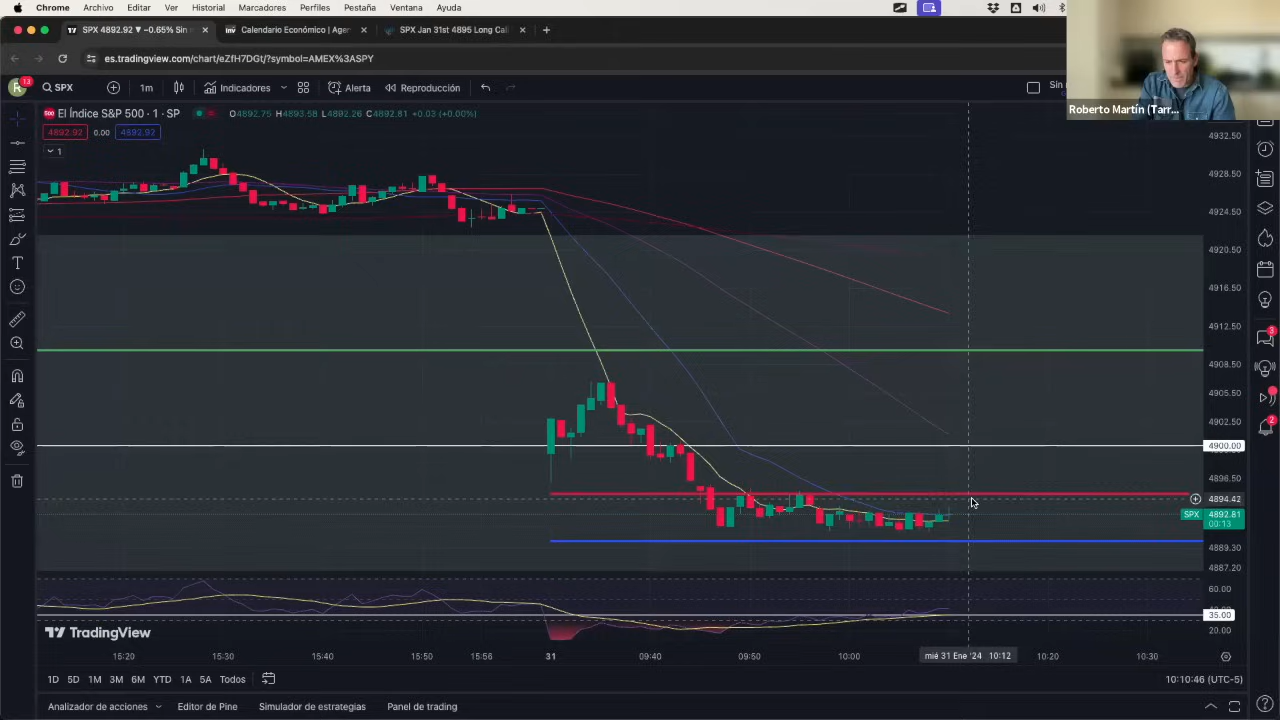 Chrome Archivo Editar Ver Historial Marcadores Perfiles Pestaña Ventana Ayuda
SPX 4892.92 ▼ −0.65% Sin n
Calendario Económico | Age
SPX Jan 31st 4895 Long Cal
es.tradingview.com/chart/eZfH7DGt/?symbol=AMEX%3ASPY
R 13 SPX 1m Indicadores Alerta Reproducción Sin
El Índice S&P 500 · 1 · SP O4892.75 H4893.58 L4892.26 C4892.81 +0.03 (+0.00%)
4892.92 0.00 4892.92
1
Roberto Martín (Tarr...
4932.50
4928.50
4924.50
4920.50
4916.50
4912.50
4908.50
4905.50
4902.50
4900.00
4896.50
4894.42
SPX 4892.81
00:13
4889.30
4887.20
60.00
35.00
20.00
3
2
TradingView
15:20 15:30 15:40 15:50 15:56 31 09:40 09:50 10:00 mié 31 Ene '24 10:12 10:20 10:30
1D 5D 1M 3M 6M YTD 1A 5A Todos 10:10:46 (UTC-5)
Analizador de acciones Editor de Pine Simulador de estrategias Panel de trading